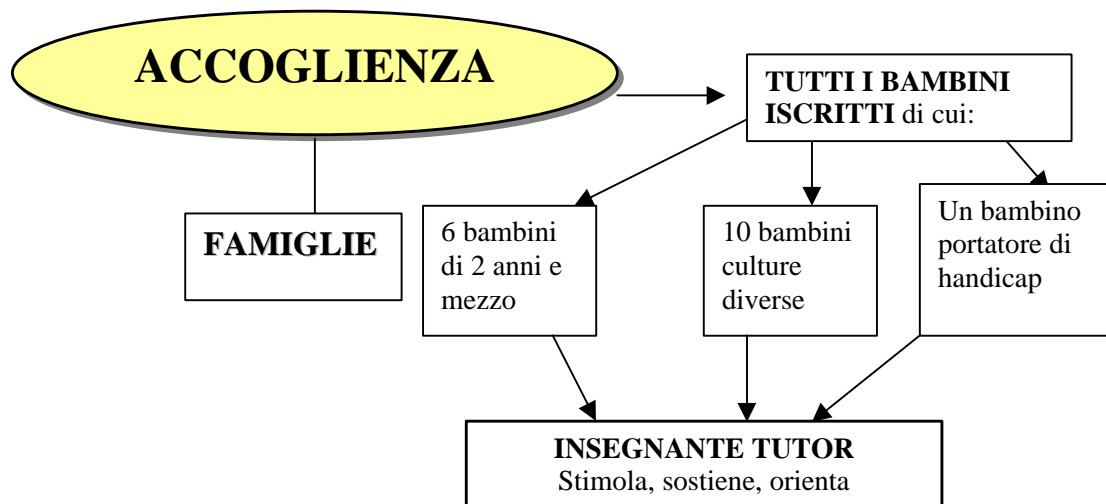 ACCOGLIENZA
TUTTI I BAMBINI
ISCRITTI di cui:
FAMIGLIE
6 bambini
di 2 anni e
mezzo
10 bambini
culture
diverse
Un bambino
portatore di
handicap
INSEGNANTE TUTOR
Stimola, sostiene, orienta